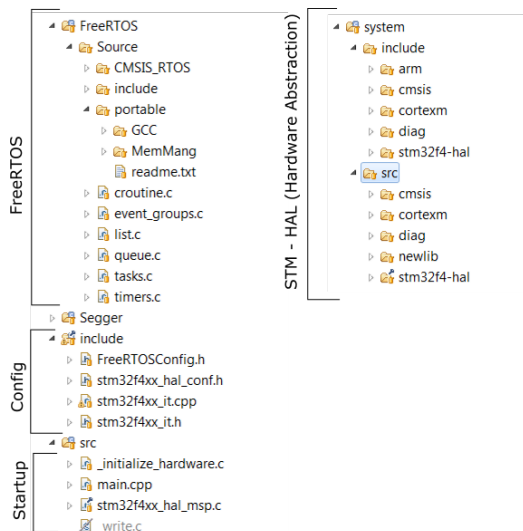 FreeRTOS
FreeRTOS
Source
CMSIS_RTOS
include
portable
GCC
MemMang
readme.txt
croutine.c
event_groups.c
list.c
queue.c
tasks.c
timers.c
Segger
Config
include
FreeRTOSConfig.h
stm32f4xx_hal_conf.h
stm32f4xx_it.cpp
stm32f4xx_it.h
Startup
src
_initialize_hardware.c
main.cpp
stm32f4xx_hal_msp.c
_write.c
STM - HAL (Hardware Abstraction)
system
include
arm
cmsis
cortexm
diag
stm32f4-hal
src
cmsis
cortexm
diag
newlib
stm32f4-hal